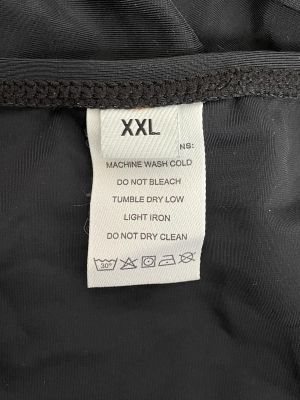 XXL
NS:
MACHINE WASH COLD
DO NOT BLEACH
TUMBLE DRY LOW
LIGHT IRON
DO NOT DRY CLEAN
30°